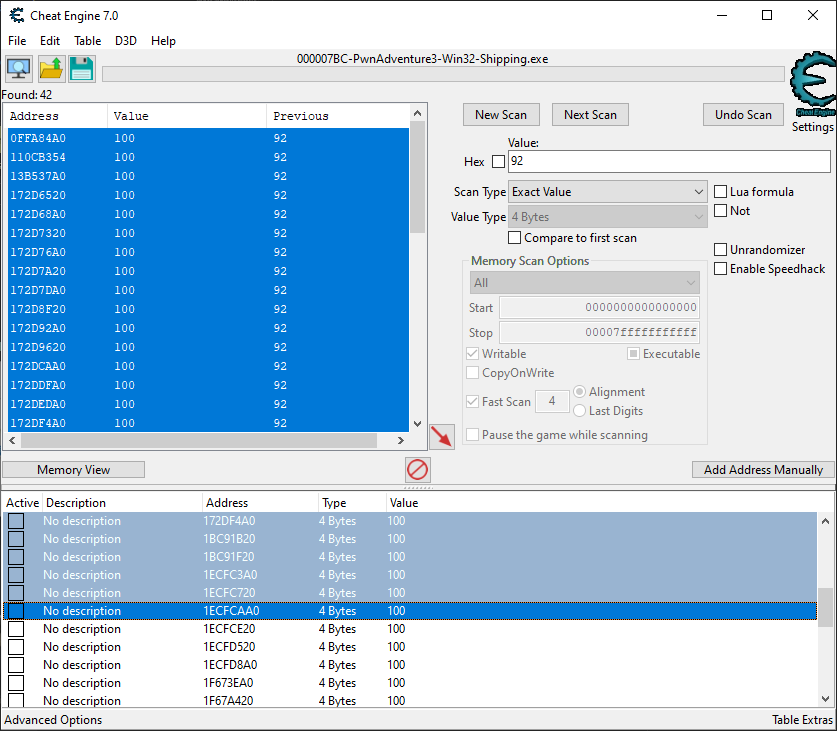 Cheat Engine 7.0
File Edit Table D3D Help
000007BC-PwnAdventure3-Win32-Shipping.exe
Found: 42
Address Value Previous
0FFA84A0 100 92
110CB354 100 92
13B537A0 100 92
172D6520 100 92
172D68A0 100 92
172D7320 100 92
172D76A0 100 92
172D7A20 100 92
172D7DA0 100 92
172D8F20 100 92
172D92A0 100 92
172D9620 100 92
172DCAA0 100 92
172DDFA0 100 92
172DEDA0 100 92
172DF4A0 100 92
New Scan Next Scan Undo Scan
Cheat Engine
Settings
Value:
Hex 92
Scan Type Exact Value Lua formula
Value Type 4 Bytes Not
Compare to first scan
Unrandomizer
Enable Speedhack
Memory Scan Options
All
Start 0000000000000000
Stop 00007fffffffffff
Writable Executable
CopyOnWrite
Fast Scan 4 Alignment
Last Digits
Pause the game while scanning
Memory View Add Address Manually
Active Description Address Type Value
No description 172DF4A0 4 Bytes 100
No description 1BC91B20 4 Bytes 100
No description 1BC91F20 4 Bytes 100
No description 1ECFC3A0 4 Bytes 100
No description 1ECFC720 4 Bytes 100
No description 1ECFCAA0 4 Bytes 100
No description 1ECFCE20 4 Bytes 100
No description 1ECFD520 4 Bytes 100
No description 1ECFD8A0 4 Bytes 100
No description 1F673EA0 4 Bytes 100
No description 1F67A420 4 Bytes 100
Advanced Options Table Extras